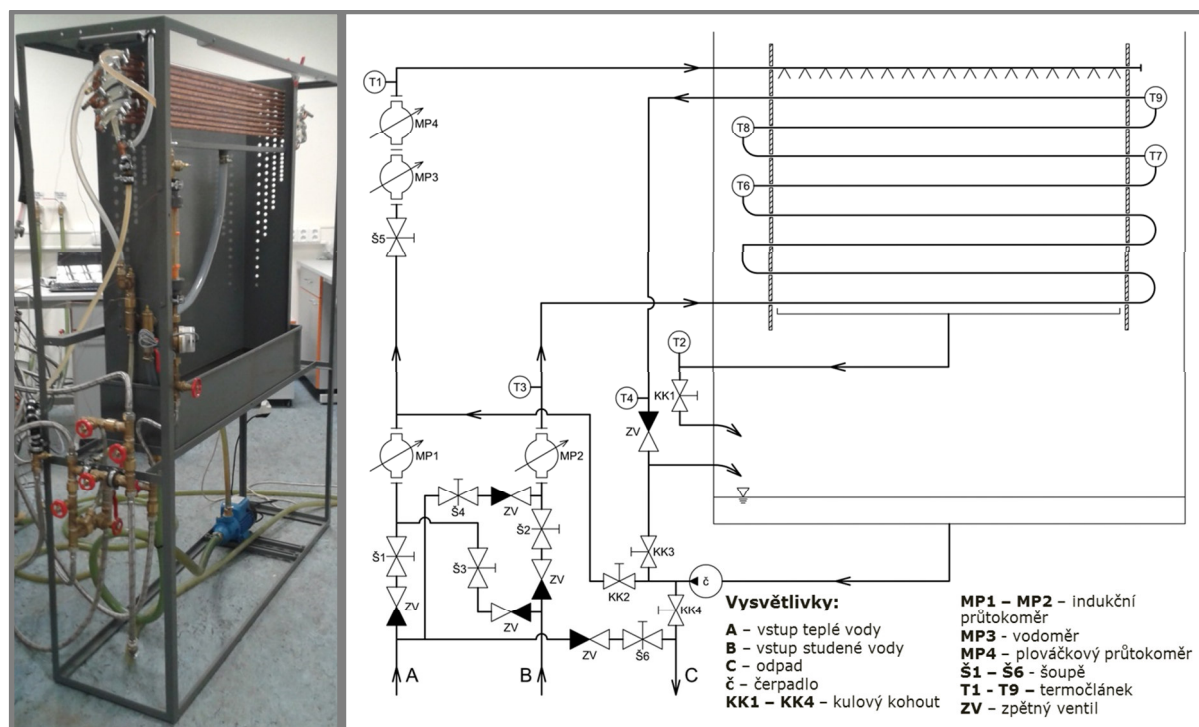 T1
MP4
MP3
Š5
T9
T8
T7
T6
T2
T3
T4
KK1
ZV
MP1
MP2
Š4
ZV
Š2
Š1
Š3
KK3
ZV
ZV
KK2
č
ZV
KK4
ZV
Š6
A
B
C
Vysvětlivky:
A – vstup teplé vody
B – vstup studené vody
C – odpad
č – čerpadlo
KK1 – KK4 – kulový kohout
MP1 – MP2 – indukční
průtokoměr
MP3 - vodoměr
MP4 – plováčkový průtokoměr
Š1 – Š6 - šoupě
T1 - T9 – termočlánek
ZV – zpětný ventil